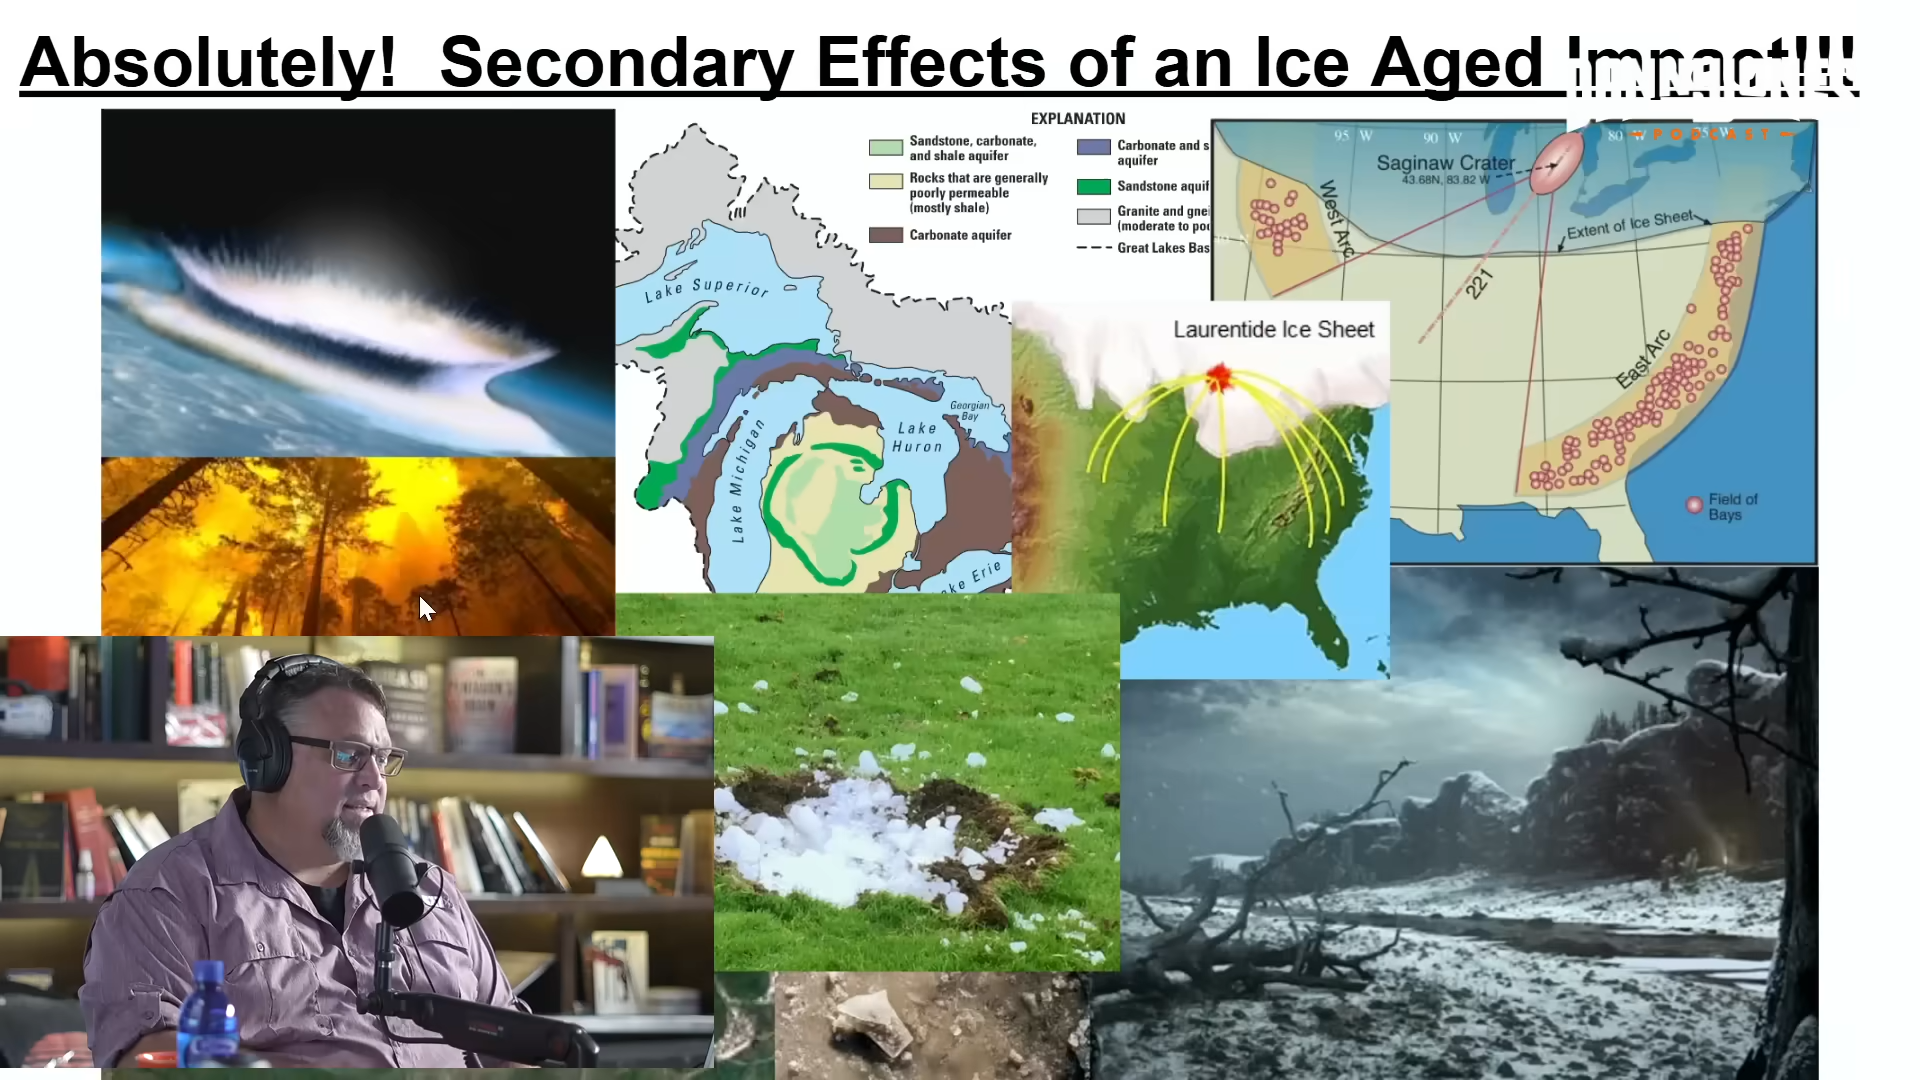 Absolutely! Secondary Effects of an Ice Aged Impact!!!
PODCAST
EXPLANATION
Sandstone, carbonate,
and shale aquifer
Rocks that are generally
poorly permeable
(mostly shale)
Carbonate aquifer
Carbonate and s
aquifer
Sandstone aquif
Granite and gnei
(moderate to poo
Great Lakes Bas
Lake Superior
Lake Michigan
Lake
Huron
Georgian
Bay
ke Erie
95 W
90 W
80 W
75 W
Saginaw Crater
43.68N, 83.82 W
West Arc
Extent of Ice Sheet
221
East Arc
Field of
Bays
Laurentide Ice Sheet